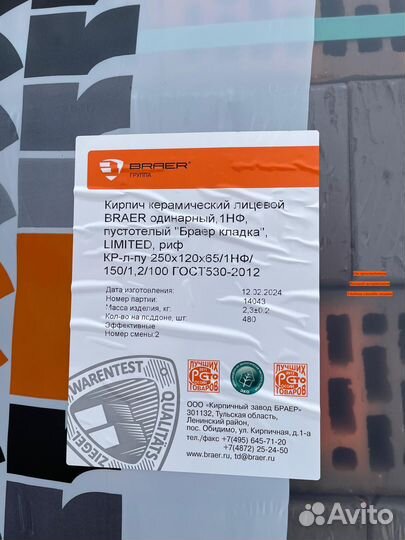 BRAER®
ГРУППА
Кирпич керамический лицевой
BRAER одинарный,1НФ,
пустотелый "Браер кладка",
LIMITED, риф
КР-л-пу 250х120х65/1НФ/
150/1,2/100 ГОСТ530-2012
Дата изготовления: 12.02.2024
Номер партии: 14043
Масса изделия, кг: 2,3±0,2
Кол-во на поддоне, шт: 480
Эффективные
Номер смены:2
WARENTEST
QUALITÄTS
ZIEGEL
ЛУЧШИХ
ТОВАРОВ
ЛУЧШИХ
ТОВАРОВ
ООО «Кирпичный завод БРАЕР»
301132, Тульская область,
Ленинский район,
пос. Обидимо, ул. Кирпичная, д.1-а
тел./факс +7(495) 645-71-20
+7(4872) 25-24-50
www.braer.ru, td@braer.ru
Avito